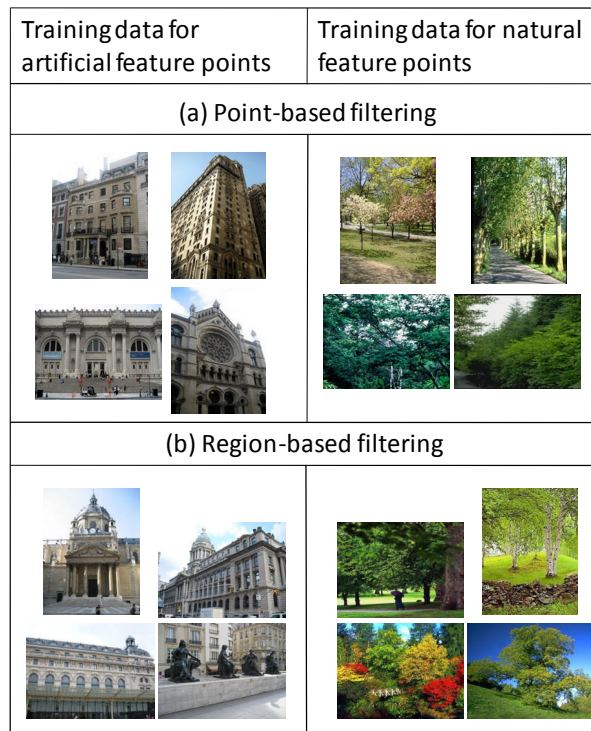 Training data for
artificial feature points
Training data for natural
feature points
(a) Point-based filtering
(b) Region-based filtering